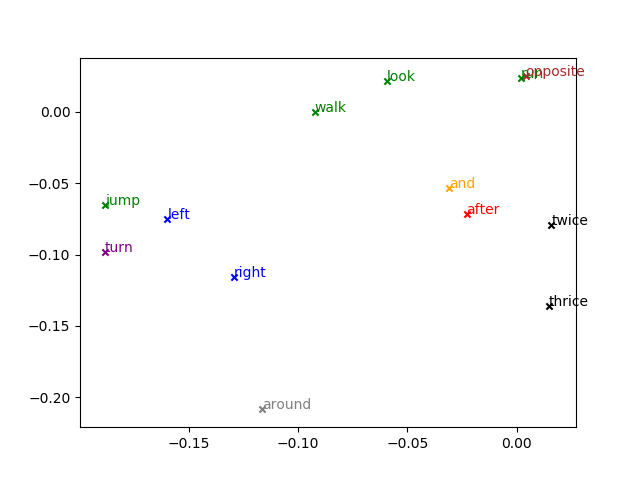 opposite
look
walk
0.00
and
−0.05
jump
after
left
twice
turn
−0.10
right
thrice
−0.15
around
−0.20
−0.15
−0.10
−0.05
0.00